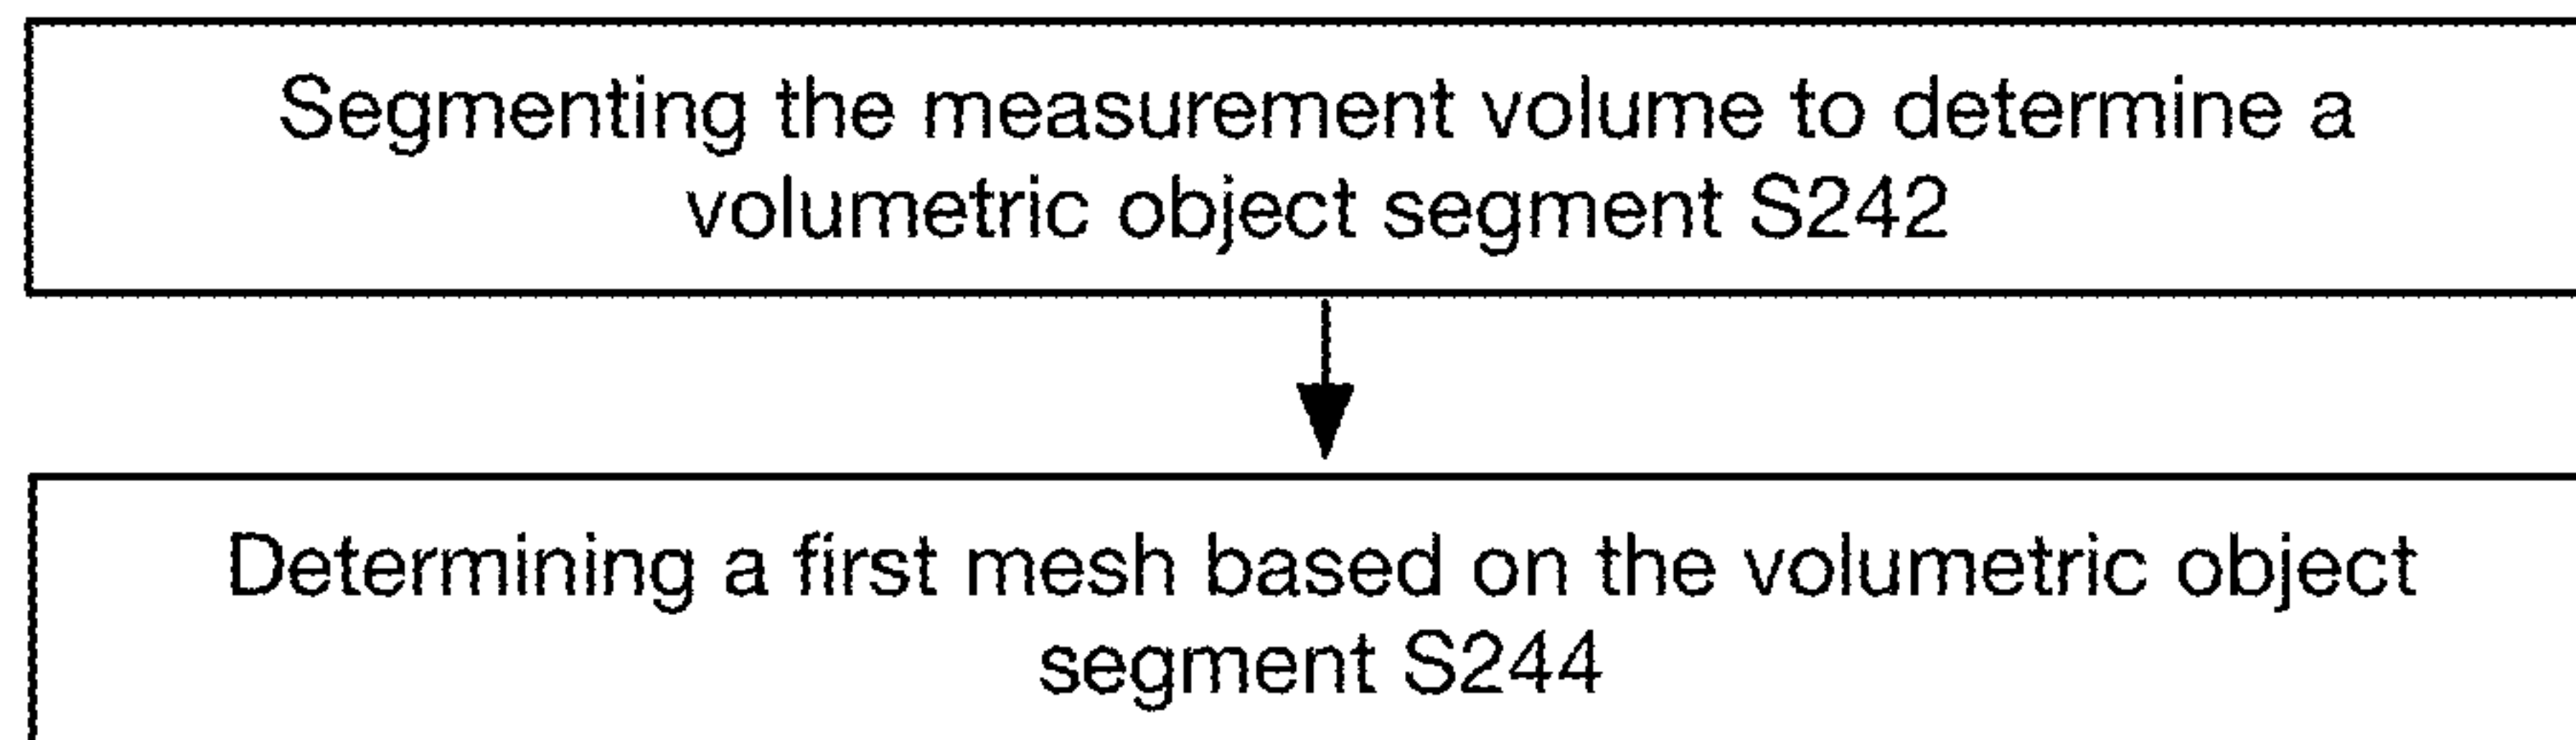 Segmenting the measurement volume to determine a
volumetric object segment S242
Determining a first mesh based on the volumetric object
segment S244